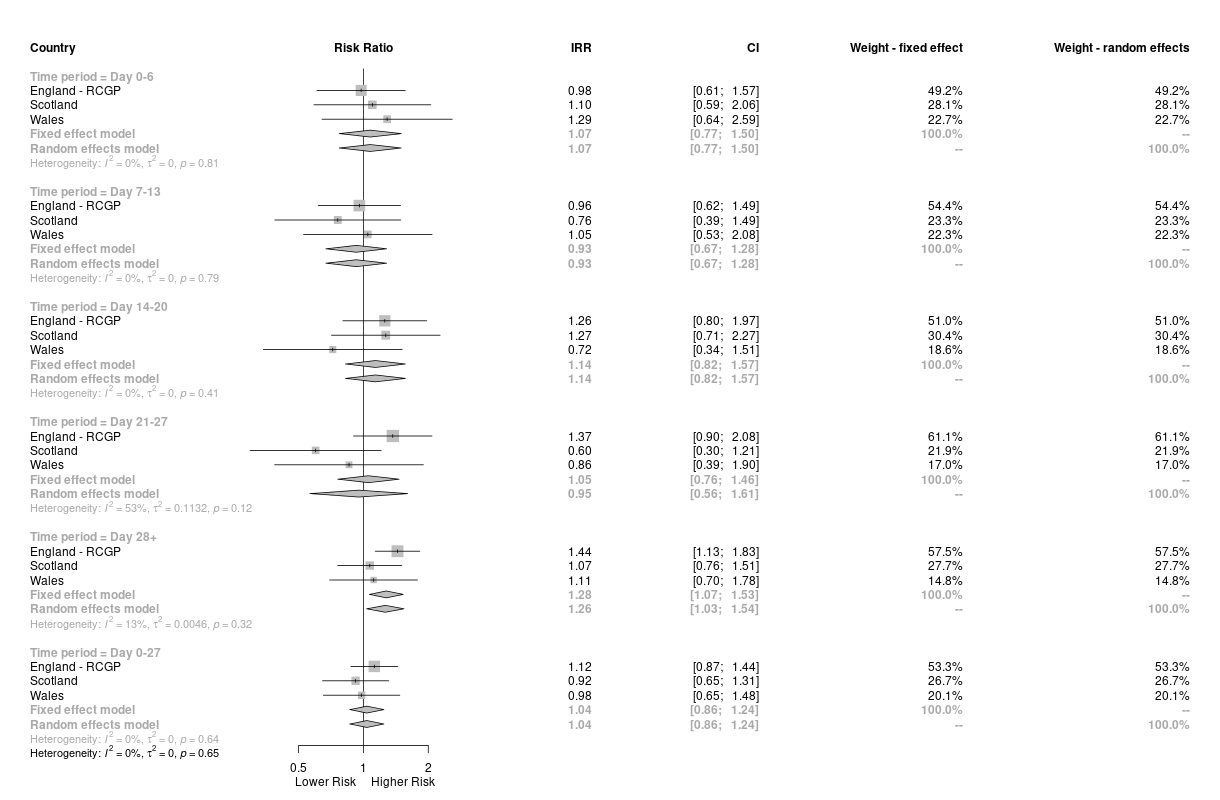 Country Risk Ratio IRR CI Weight - fixed effect Weight - random effects
Time period = Day 0-6
England - RCGP 0.98 [0.61; 1.57] 49.2% 49.2%
Scotland 1.10 [0.59; 2.06] 28.1% 28.1%
Wales 1.29 [0.64; 2.59] 22.7% 22.7%
Fixed effect model 1.07 [0.77; 1.50] 100.0% --
Random effects model 1.07 [0.77; 1.50] -- 100.0%
Heterogeneity: I² = 0%, τ² = 0, p = 0.81
Time period = Day 7-13
England - RCGP 0.96 [0.62; 1.49] 54.4% 54.4%
Scotland 0.76 [0.39; 1.49] 23.3% 23.3%
Wales 1.05 [0.53; 2.08] 22.3% 22.3%
Fixed effect model 0.93 [0.67; 1.28] 100.0% --
Random effects model 0.93 [0.67; 1.28] -- 100.0%
Heterogeneity: I² = 0%, τ² = 0, p = 0.79
Time period = Day 14-20
England - RCGP 1.26 [0.80; 1.97] 51.0% 51.0%
Scotland 1.27 [0.71; 2.27] 30.4% 30.4%
Wales 0.72 [0.34; 1.51] 18.6% 18.6%
Fixed effect model 1.14 [0.82; 1.57] 100.0% --
Random effects model 1.14 [0.82; 1.57] -- 100.0%
Heterogeneity: I² = 0%, τ² = 0, p = 0.41
Time period = Day 21-27
England - RCGP 1.37 [0.90; 2.08] 61.1% 61.1%
Scotland 0.60 [0.30; 1.21] 21.9% 21.9%
Wales 0.86 [0.39; 1.90] 17.0% 17.0%
Fixed effect model 1.05 [0.76; 1.46] 100.0% --
Random effects model 0.95 [0.56; 1.61] -- 100.0%
Heterogeneity: I² = 53%, τ² = 0.1132, p = 0.12
Time period = Day 28+
England - RCGP 1.44 [1.13; 1.83] 57.5% 57.5%
Scotland 1.07 [0.76; 1.51] 27.7% 27.7%
Wales 1.11 [0.70; 1.78] 14.8% 14.8%
Fixed effect model 1.28 [1.07; 1.53] 100.0% --
Random effects model 1.26 [1.03; 1.54] -- 100.0%
Heterogeneity: I² = 13%, τ² = 0.0046, p = 0.32
Time period = Day 0-27
England - RCGP 1.12 [0.87; 1.44] 53.3% 53.3%
Scotland 0.92 [0.65; 1.31] 26.7% 26.7%
Wales 0.98 [0.65; 1.48] 20.1% 20.1%
Fixed effect model 1.04 [0.86; 1.24] 100.0% --
Random effects model 1.04 [0.86; 1.24] -- 100.0%
Heterogeneity: I² = 0%, τ² = 0, p = 0.64
Heterogeneity: I² = 0%, τ² = 0, p = 0.65
0.5 1 2
Lower Risk Higher Risk